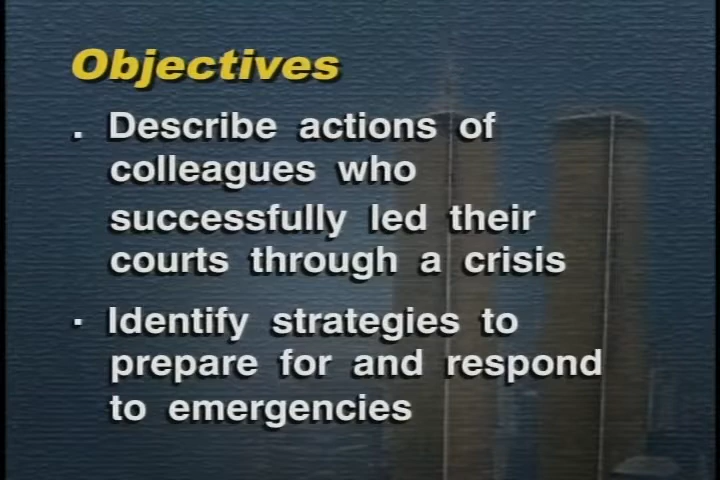 Objectives
. Describe actions of
colleagues who
successfully led their
courts through a crisis
· Identify strategies to
prepare for and respond
to emergencies